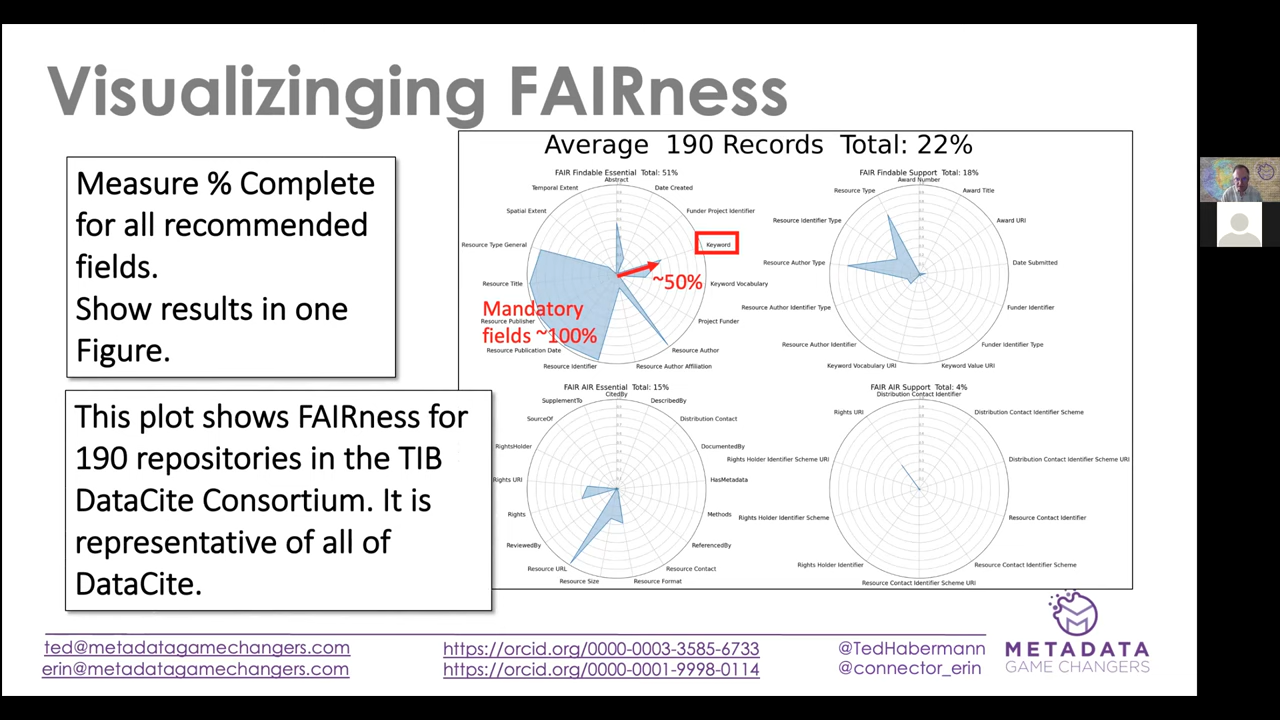 Visualizinging FAIRness
Measure % Complete
for all recommended
fields.
Show results in one
Figure.
This plot shows FAIRness for
190 repositories in the TIB
DataCite Consortium. It is
representative of all of
DataCite.
Average 190 Records Total: 22%
FAIR Findable Essential Total: 51%
Abstract
Temporal Extent
Date Created
Spatial Extent
Funder Project Identifier
Resource Type General
Keyword
~50%
Resource Title
Keyword Vocabulary
Mandatory
fields ~100%
Resource Publisher
Project Funder
Resource Publication Date
Resource Author
Resource Identifier
Resource Author Affiliation
FAIR Findable Support Total: 18%
Award Number
Resource Type
Award Title
Resource Identifier Type
Award URI
Resource Author Type
Date Submitted
Resource Author Identifier Type
Funder Identifier
Resource Author Identifier
Funder Identifier Type
Keyword Vocabulary URI
Keyword Value URI
FAIR AIR Essential Total: 15%
CitedBy
SupplementTo
DescribedBy
SourceOf
Distribution Contact
RightsHolder
DocumentedBy
Rights URI
HasMetadata
Rights
Methods
ReviewedBy
ReferencedBy
Resource URL
Resource Contact
Resource Size
Resource Format
FAIR AIR Support Total: 4%
Distribution Contact Identifier
Rights URI
Distribution Contact Identifier Scheme
Rights Holder Identifier Scheme URI
Distribution Contact Identifier Scheme URI
Rights Holder Identifier Scheme
Resource Contact Identifier
Rights Holder Identifier
Resource Contact Identifier Scheme
Resource Contact Identifier Scheme URI
ted@metadatagamechangers.com
erin@metadatagamechangers.com
https://orcid.org/0000-0003-3585-6733
https://orcid.org/0000-0001-9998-0114
@TedHabermann
@connector_erin
METADATA
GAME CHANGERS